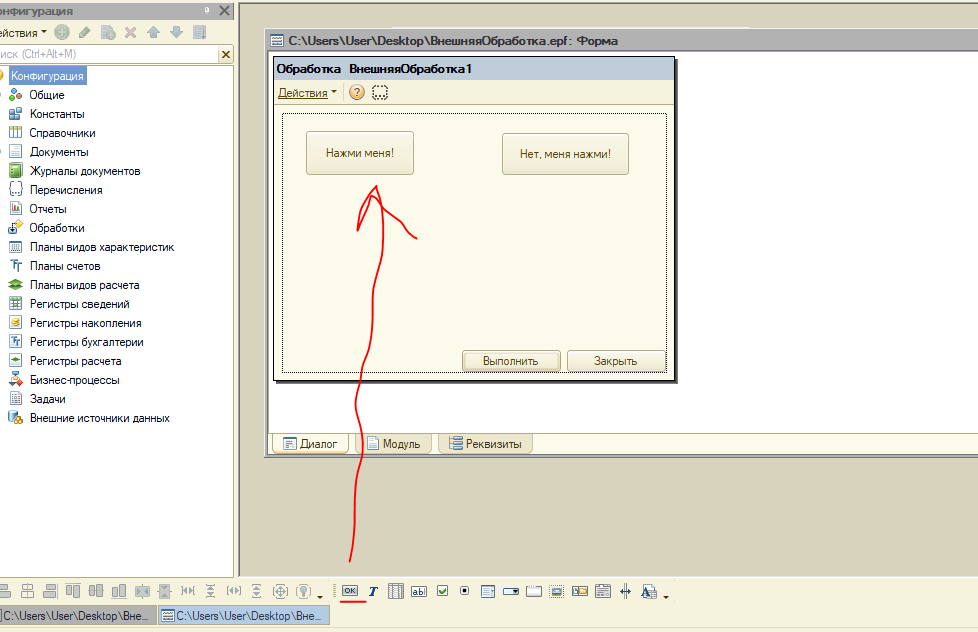 онфигурация
ействия
иск (Ctrl+Alt+M)
Конфигурация
Общие
Константы
Справочники
Документы
Журналы документов
Перечисления
Отчеты
Обработки
Планы видов характеристик
Планы счетов
Планы видов расчета
Регистры сведений
Регистры накопления
Регистры бухгалтерии
Регистры расчета
Бизнес-процессы
Задачи
Внешние источники данных
C:\Users\User\Desktop\ВнешняяОбработка.epf: Форма
Обработка ВнешняяОбработка1
Действия
Нажми меня!
Нет, меня нажми!
Выполнить
Закрыть
Диалог
Модуль
Реквизиты
OK
T
ab
C:\Users\User\Desktop\Вне...
C:\Users\User\Desktop\Вне...